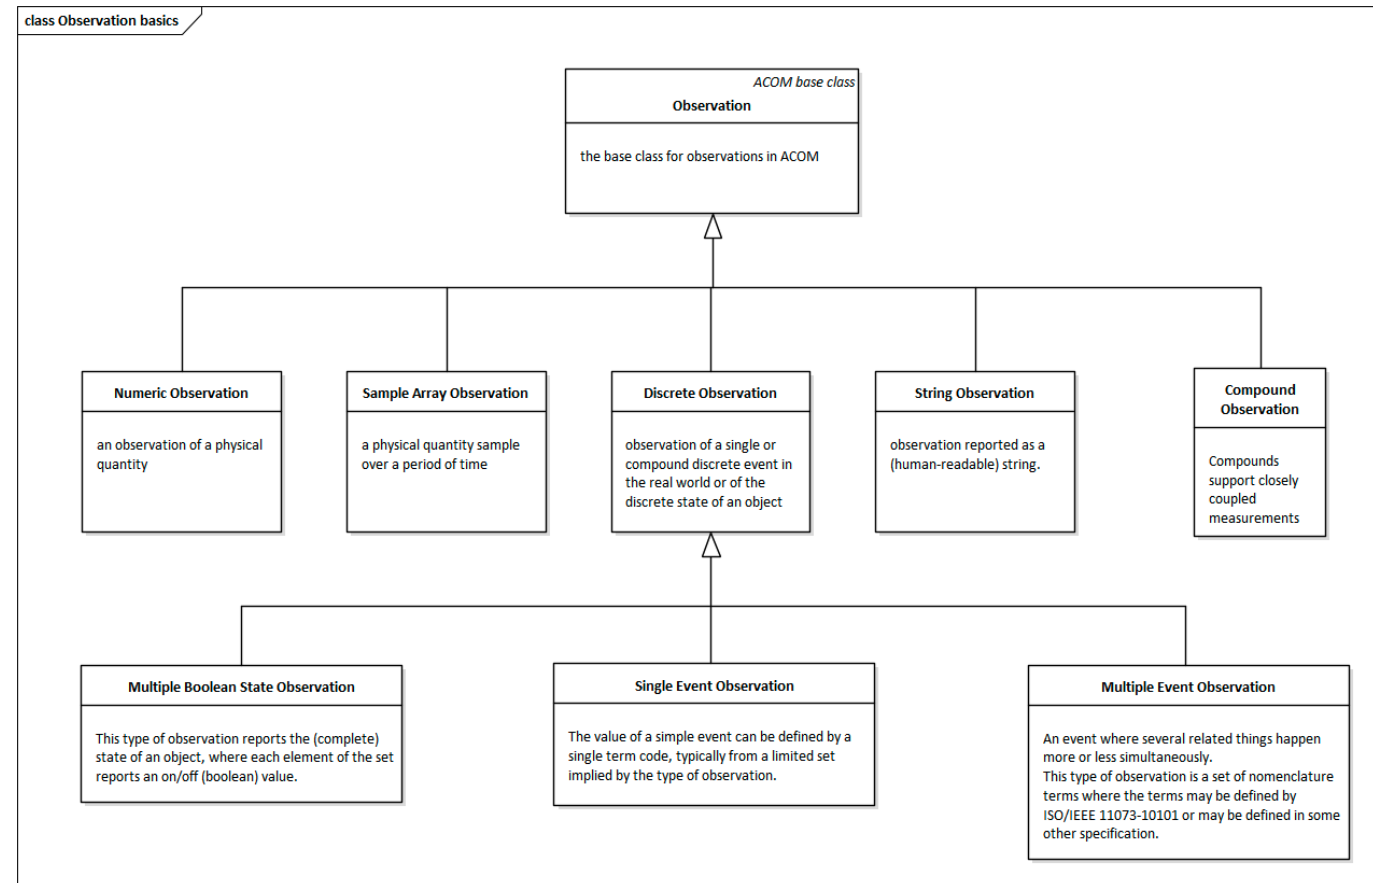 class Observation basics
ACOM base class
Observation
the base class for observations in ACOM
Numeric Observation
an observation of a physical
quantity
Sample Array Observation
a physical quantity sample
over a period of time
Discrete Observation
observation of a single or
compound discrete event in
the real world or of the
discrete state of an object
String Observation
observation reported as a
(human-readable) string.
Compound
Observation
Compounds
support closely
coupled
measurements
Multiple Boolean State Observation
This type of observation reports the (complete)
state of an object, where each element of the set
reports an on/off (boolean) value.
Single Event Observation
The value of a simple event can be defined by a
single term code, typically from a limited set
implied by the type of observation.
Multiple Event Observation
An event where several related things happen
more or less simultaneously.
This type of observation is a set of nomenclature
terms where the terms may be defined by
ISO/IEEE 11073-10101 or may be defined in some
other specification.